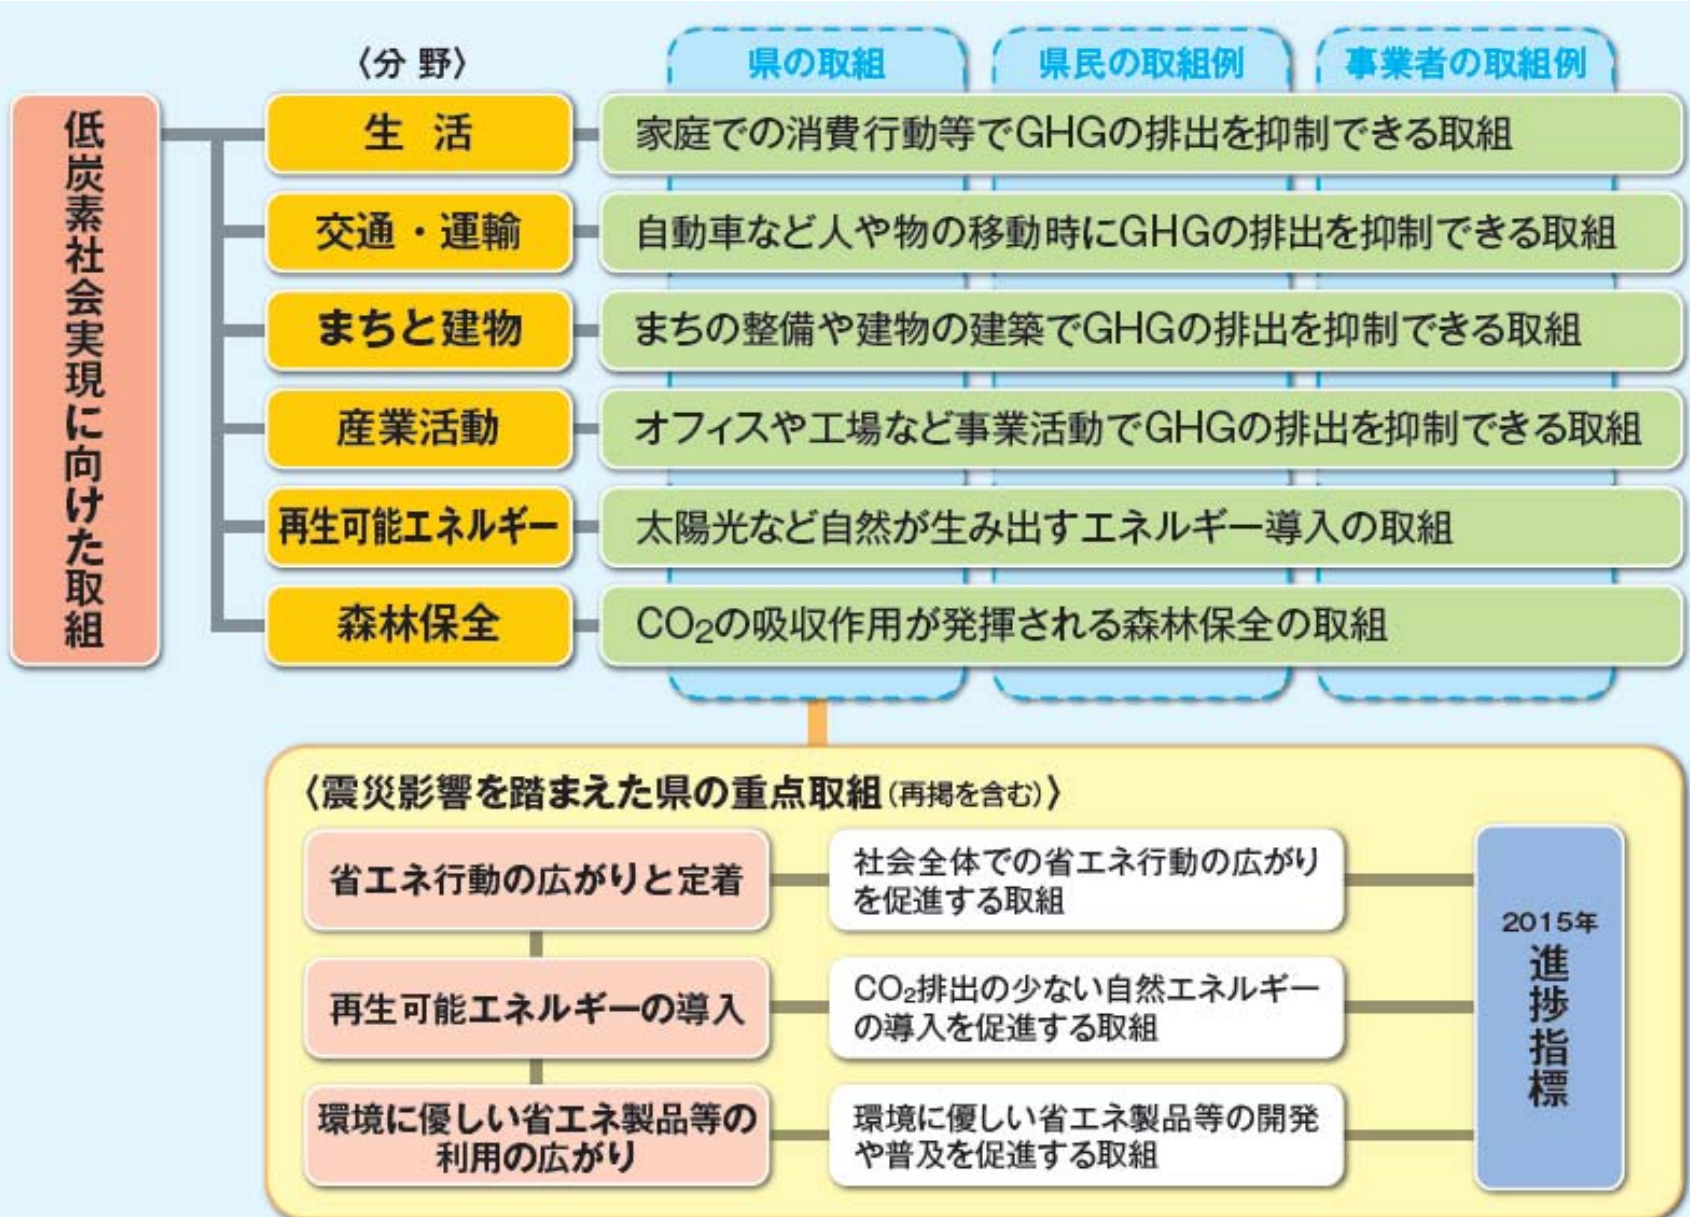 〈分 野〉
県の取組
県民の取組例
事業者の取組例
低炭素社会実現に向けた取組
生 活
家庭での消費行動等でGHGの排出を抑制できる取組
交通・運輸
自動車など人や物の移動時にGHGの排出を抑制できる取組
まちと建物
まちの整備や建物の建築でGHGの排出を抑制できる取組
産業活動
オフィスや工場など事業活動でGHGの排出を抑制できる取組
再生可能エネルギー
太陽光など自然が生み出すエネルギー導入の取組
森林保全
CO₂の吸収作用が発揮される森林保全の取組
〈震災影響を踏まえた県の重点取組(再掲を含む)〉
省エネ行動の広がりと定着
社会全体での省エネ行動の広がり
を促進する取組
再生可能エネルギーの導入
CO₂排出の少ない自然エネルギー
の導入を促進する取組
環境に優しい省エネ製品等の
利用の広がり
環境に優しい省エネ製品等の開発
や普及を促進する取組
2015年
進捗指標